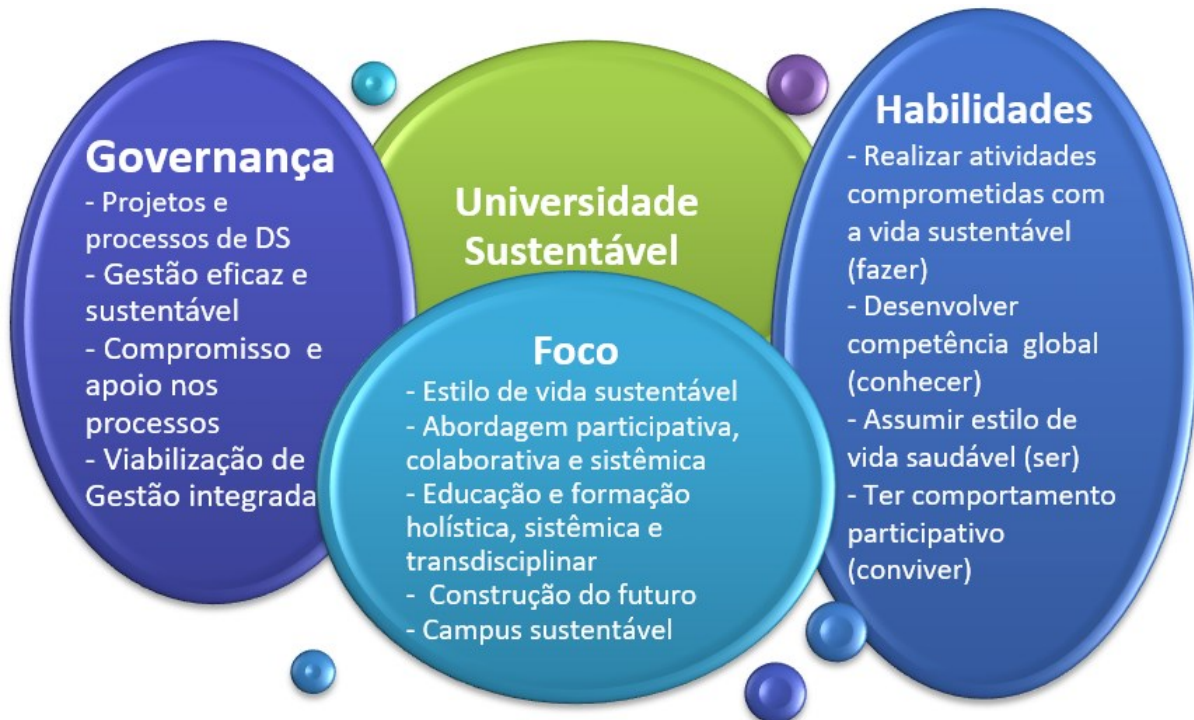 Governança
- Projetos e
processos de DS
- Gestão eficaz e
sustentável
- Compromisso e
apoio nos
processos
- Viabilização de
Gestão integrada
Universidade
Sustentável
Foco
- Estilo de vida sustentável
- Abordagem participativa,
colaborativa e sistêmica
- Educação e formação
holística, sistêmica e
transdisciplinar
- Construção do futuro
- Campus sustentável
Habilidades
- Realizar atividades
comprometidas com
a vida sustentável
(fazer)
- Desenvolver
competência global
(conhecer)
- Assumir estilo de
vida saudável (ser)
- Ter comportamento
participativo
(conviver)